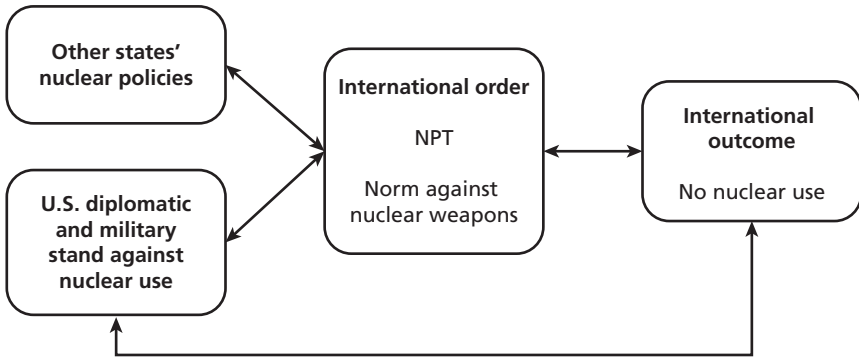 Other states’
nuclear policies
U.S. diplomatic
and military
stand against
nuclear use
International order
NPT
Norm against
nuclear weapons
International
outcome
No nuclear use